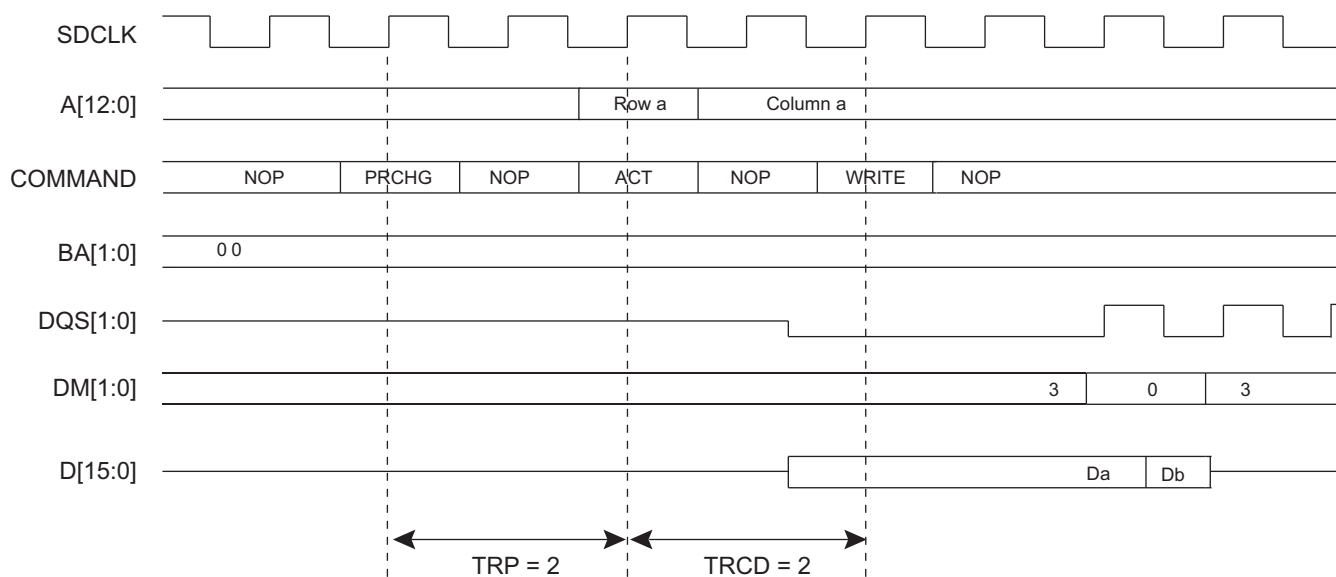 SDCLK
A[12:0] Row a Column a
COMMAND NOP PRCHG NOP ACT NOP WRITE NOP
BA[1:0] 0 0
DQS[1:0]
DM[1:0] 3 0 3
D[15:0] Da Db
TRP = 2 TRCD = 2